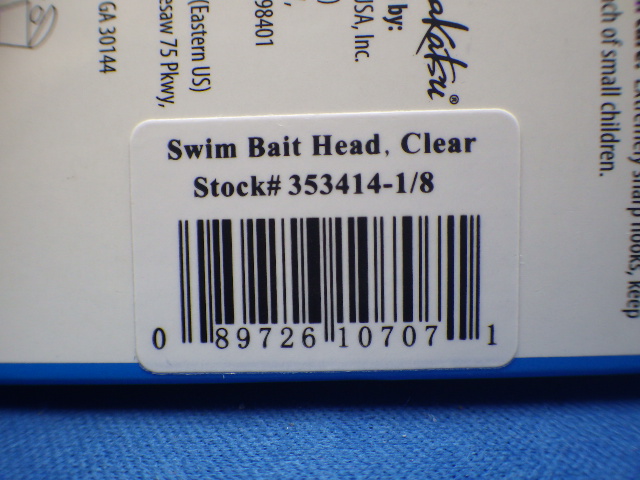 Swim Bait Head, Clear
Stock# 353414-1/8
0 89726 10707 1
GA 30144
esaw 75 Pkwy,
(Eastern US)
98401
USA, Inc.
by:
akatsu®
Extremely sharp hooks, keep
ch of small children.